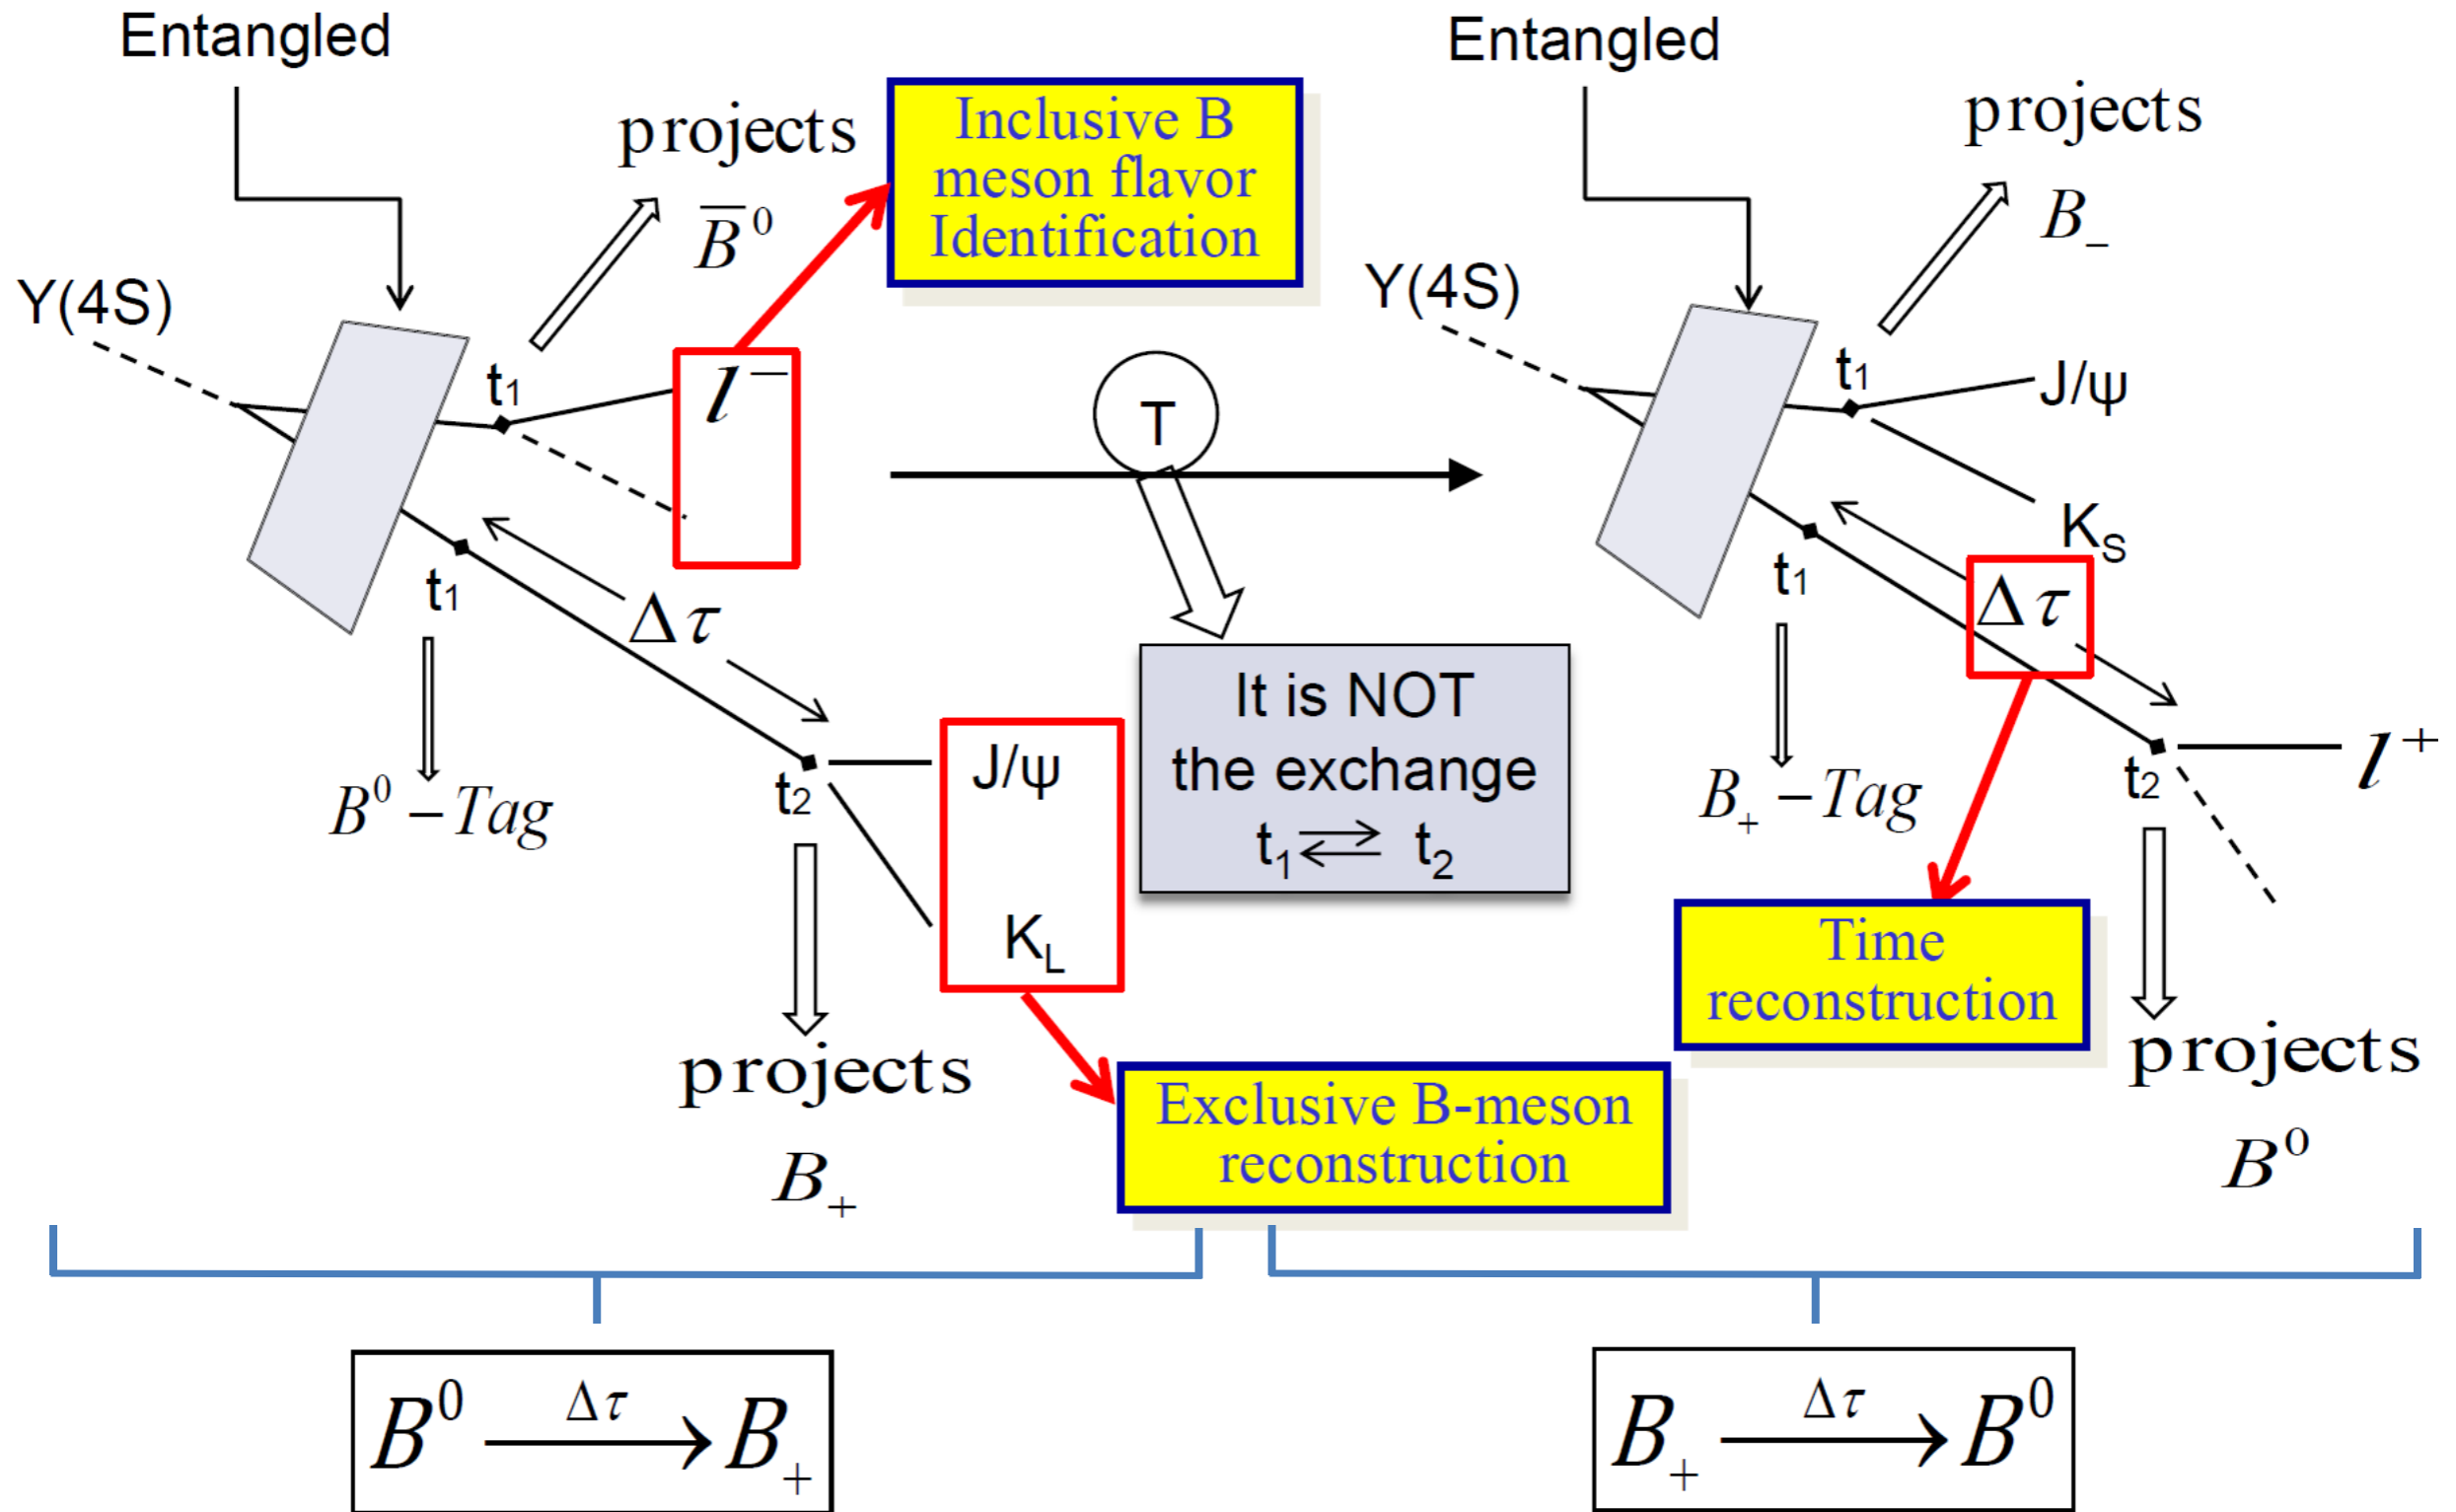 Entangled
projects
B̅⁰
Υ(4S)
t₁
l⁻
Inclusive B
meson flavor
Identification
t₁
Δτ
B⁰ – Tag
t₂
J/ψ
K_L
projects
B₊
Exclusive B-meson
reconstruction
T
It is NOT
the exchange
t₁ ⇄ t₂
Entangled
projects
B₋
Υ(4S)
t₁
J/ψ
K_S
t₁
Δτ
B₊ – Tag
t₂
l⁺
Time
reconstruction
projects
B⁰
B⁰ —Δτ→ B₊
B₊ —Δτ→ B⁰